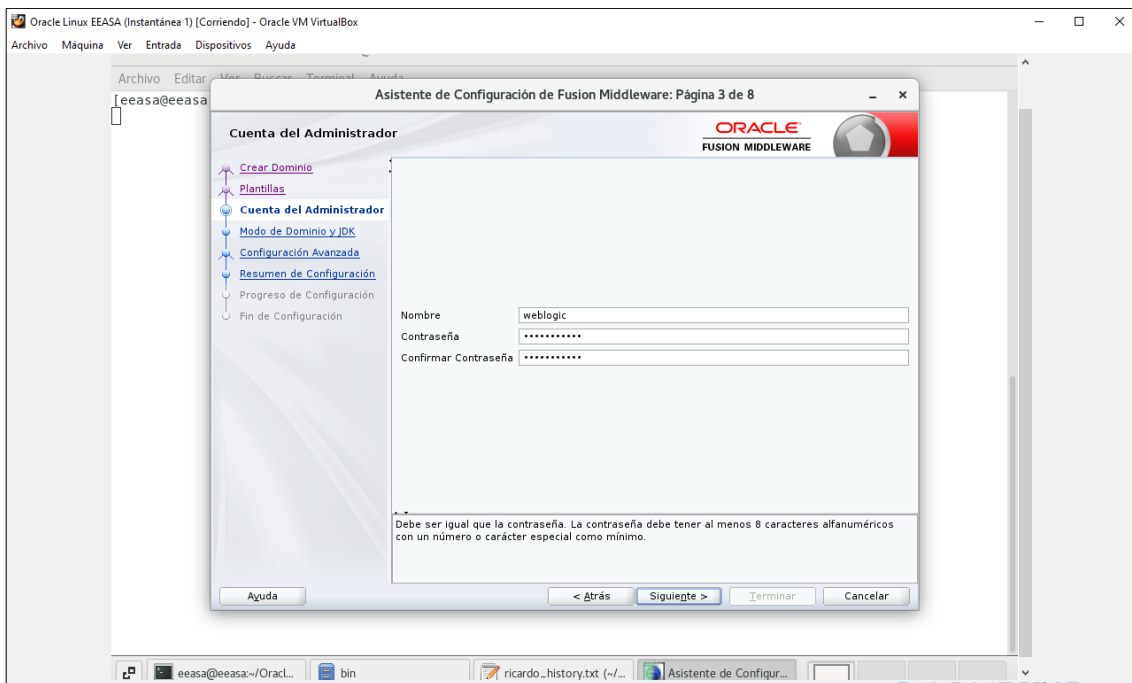 Oracle Linux EEASA (Instantánea 1) [Corriendo] - Oracle VM VirtualBox
Archivo Máquina Ver Entrada Dispositivos Ayuda
Archivo Editar Ver Buscar Terminal Ayuda
[eeasa@eeasa
Asistente de Configuración de Fusion Middleware: Página 3 de 8
Cuenta del Administrador
ORACLE
FUSION MIDDLEWARE
Crear Dominio
Plantillas
Cuenta del Administrador
Modo de Dominio y JDK
Configuración Avanzada
Resumen de Configuración
Progreso de Configuración
Fin de Configuración
Nombre weblogic
Contraseña •••••••••••
Confirmar Contraseña •••••••••••
Debe ser igual que la contraseña. La contraseña debe tener al menos 8 caracteres alfanuméricos
con un número o carácter especial como mínimo.
Ayuda < Atrás Siguiente > Terminar Cancelar
eeasa@eeasa:~/Oracl... bin ricardo_history.txt (~/... Asistente de Configur...